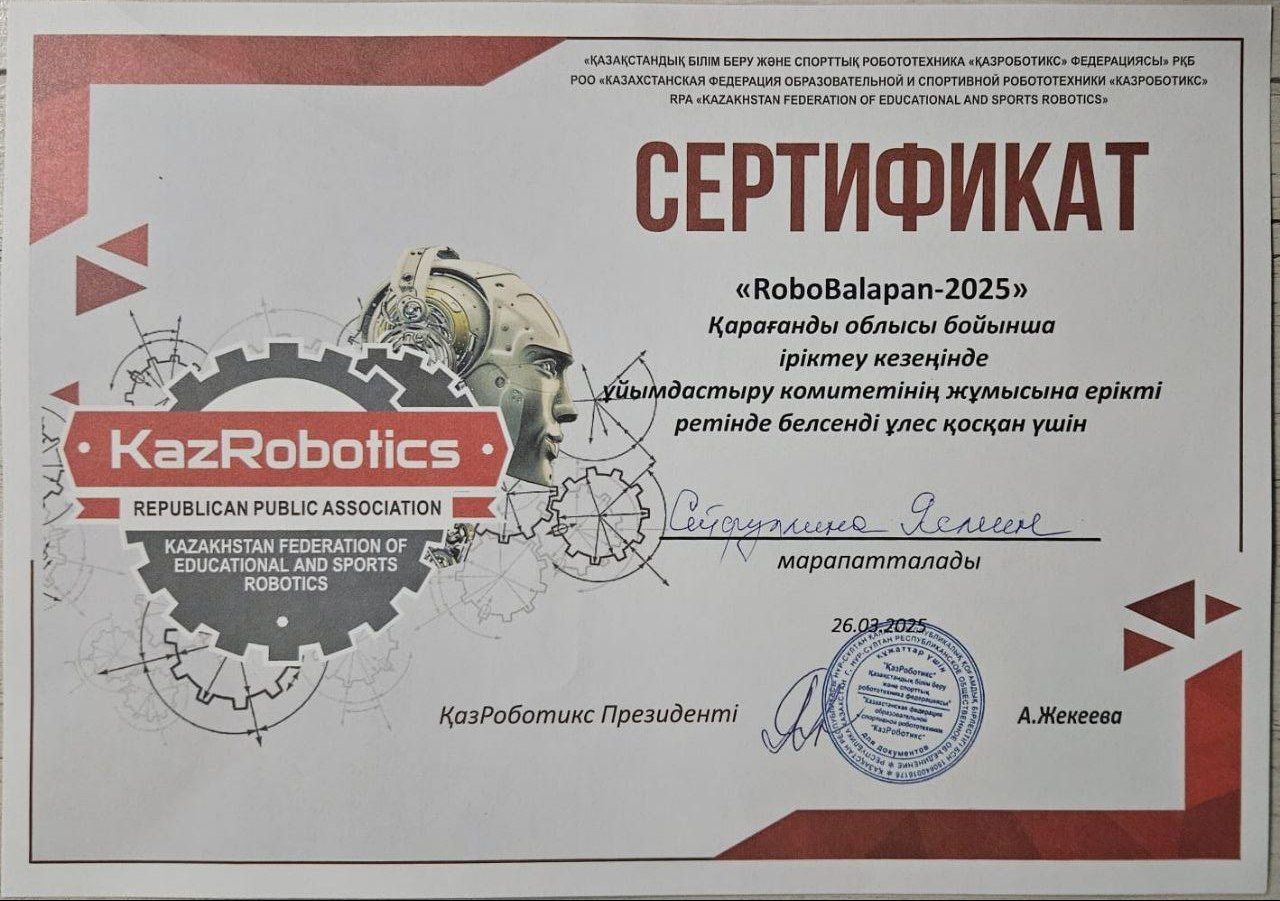 «ҚАЗАҚСТАНДЫҚ БІЛІМ БЕРУ ЖӘНЕ СПОРТТЫҚ РОБОТОТЕХНИКА «ҚАЗРОБОТИКС» ФЕДЕРАЦИЯСЫ» РҚБ
РОО «КАЗАХСТАНСКАЯ ФЕДЕРАЦИЯ ОБРАЗОВАТЕЛЬНОЙ И СПОРТИВНОЙ РОБОТОТЕХНИКИ «КАЗРОБОТИКС»
RPA «KAZAKHSTAN FEDERATION OF EDUCATIONAL AND SPORTS ROBOTICS»
СЕРТИФИКАТ
«RoboBalapan-2025»
Қарағанды облысы бойынша
іріктеу кезеңінде
ұйымдастыру комитетінің жұмысына ерікті
ретінде белсенді үлес қосқан үшін
KazRobotics
REPUBLICAN PUBLIC ASSOCIATION
KAZAKHSTAN FEDERATION OF
EDUCATIONAL AND SPORTS
ROBOTICS
Сейфуллина Ясмин
марапатталады
26.03.2025
ҚазРоботикс Президенті
А.Жекеева
құжаттар үшін
"ҚазРоботикс"
Қазақстандық білім беру
және спорттық
робототехника федерациясы"
"Казахстанская федерация
образовательной
и спортивной робототехники
"КазРоботикс"
для документов